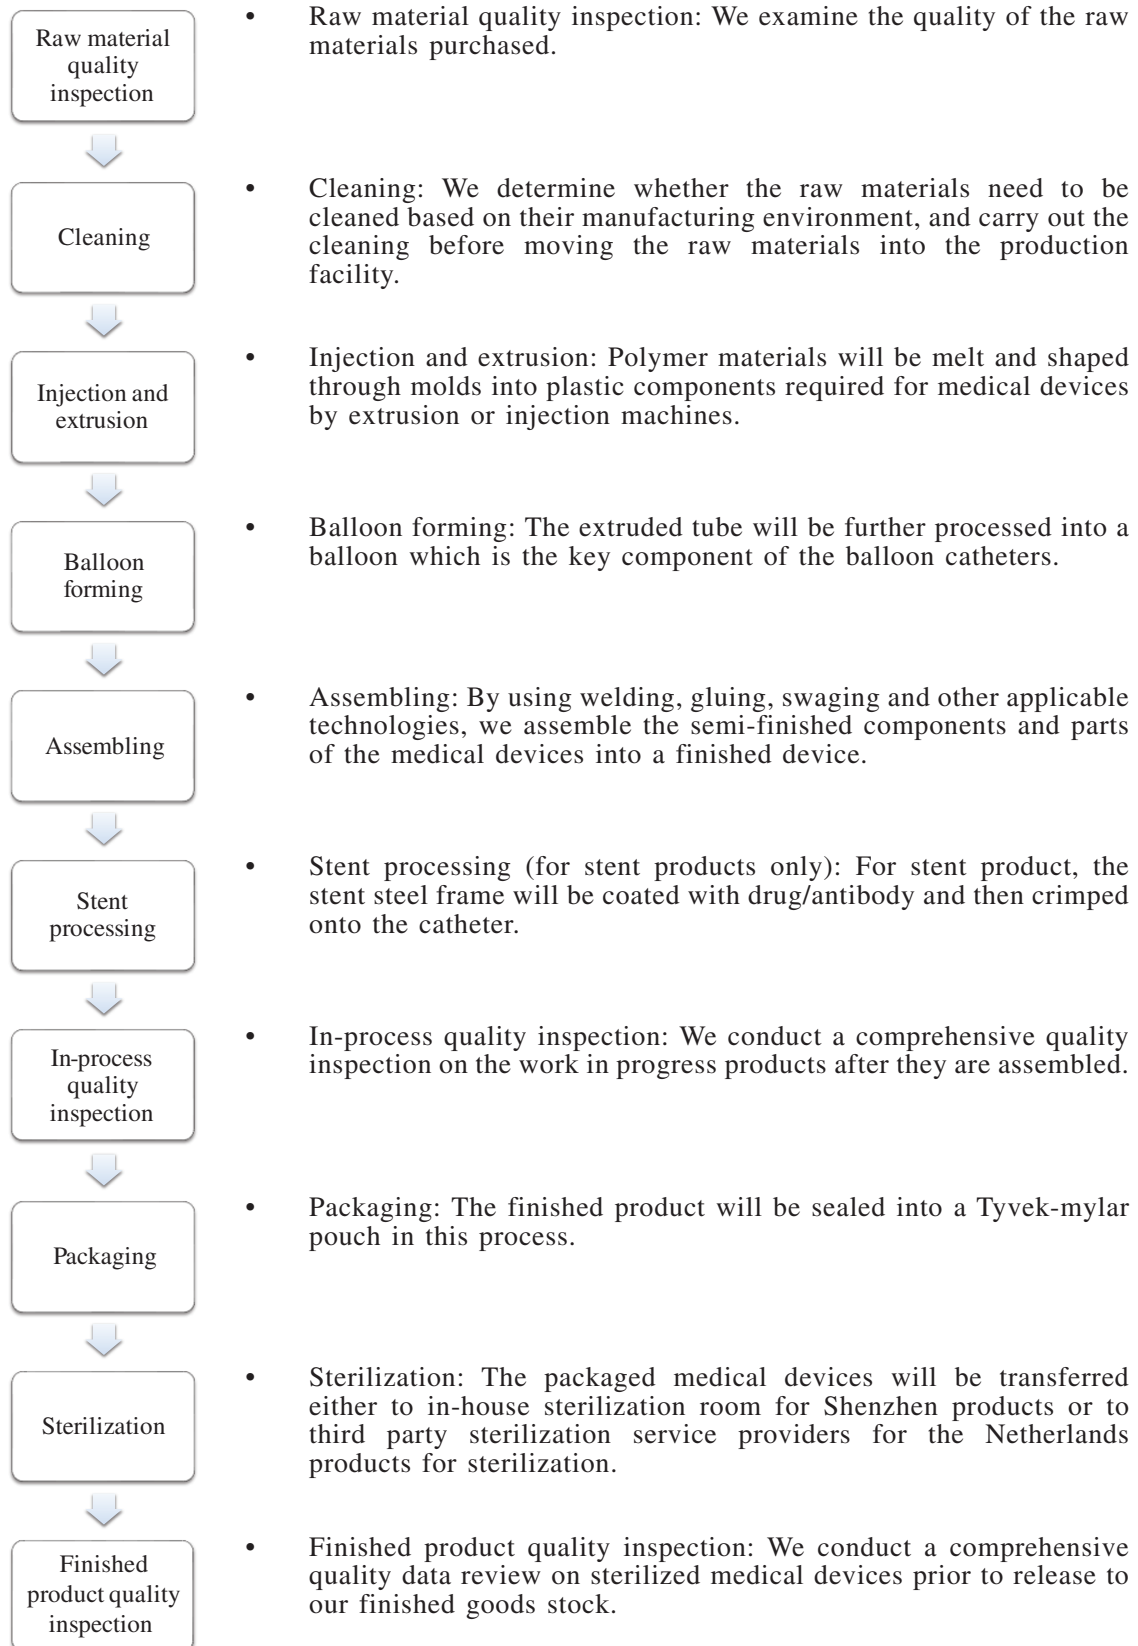 Raw material
quality
inspection
• Raw material quality inspection: We examine the quality of the raw
materials purchased.
Cleaning
• Cleaning: We determine whether the raw materials need to be
cleaned based on their manufacturing environment, and carry out the
cleaning before moving the raw materials into the production
facility.
Injection and
extrusion
• Injection and extrusion: Polymer materials will be melt and shaped
through molds into plastic components required for medical devices
by extrusion or injection machines.
Balloon
forming
• Balloon forming: The extruded tube will be further processed into a
balloon which is the key component of the balloon catheters.
Assembling
• Assembling: By using welding, gluing, swaging and other applicable
technologies, we assemble the semi-finished components and parts
of the medical devices into a finished device.
Stent
processing
• Stent processing (for stent products only): For stent product, the
stent steel frame will be coated with drug/antibody and then crimped
onto the catheter.
In-process
quality
inspection
• In-process quality inspection: We conduct a comprehensive quality
inspection on the work in progress products after they are assembled.
Packaging
• Packaging: The finished product will be sealed into a Tyvek-mylar
pouch in this process.
Sterilization
• Sterilization: The packaged medical devices will be transferred
either to in-house sterilization room for Shenzhen products or to
third party sterilization service providers for the Netherlands
products for sterilization.
Finished
product quality
inspection
• Finished product quality inspection: We conduct a comprehensive
quality data review on sterilized medical devices prior to release to
our finished goods stock.